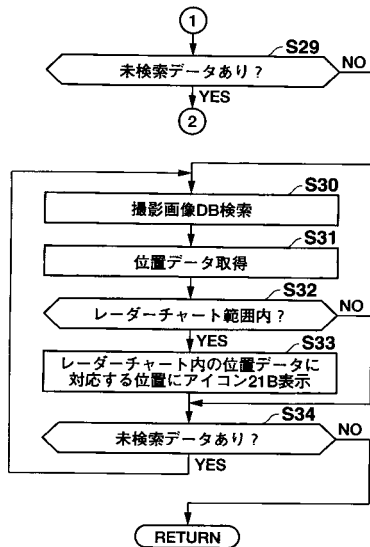 1
S29
未検索データあり?
NO
YES
2
S30
撮影画像DB検索
S31
位置データ取得
S32
レーダーチャート範囲内?
NO
YES
S33
レーダーチャート内の位置データに
対応する位置にアイコン21B表示
S34
未検索データあり?
NO
YES
RETURN